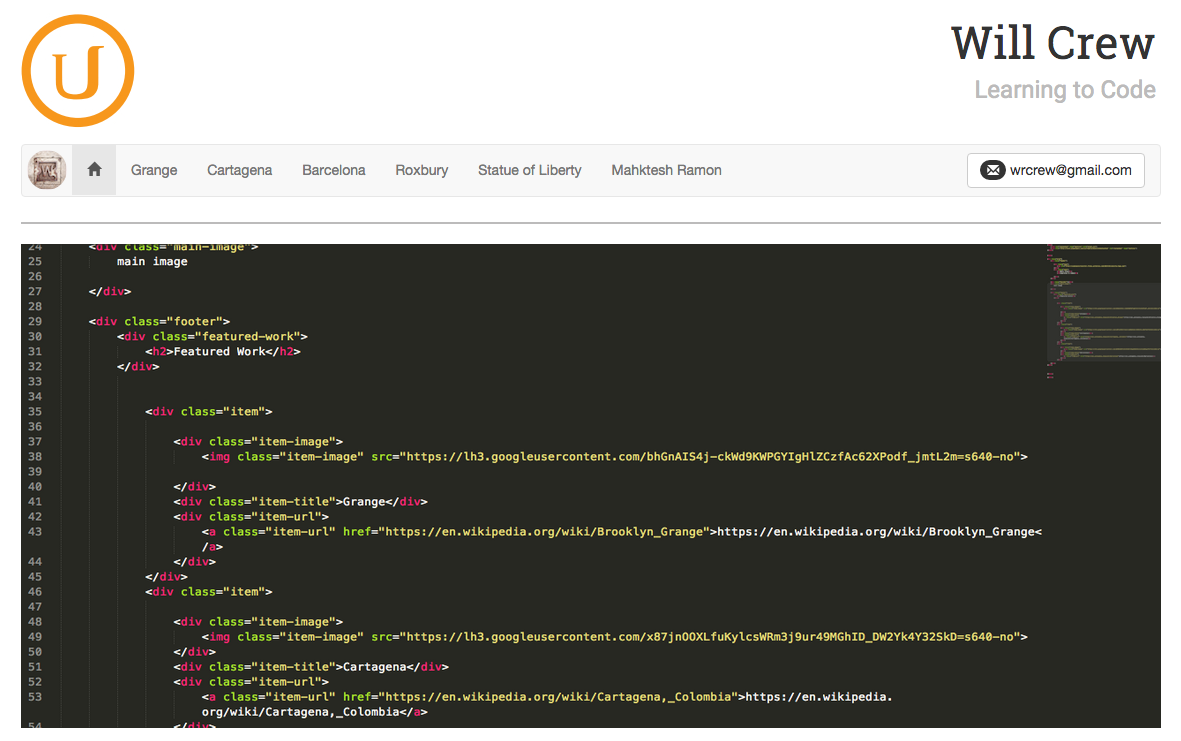 U
Will Crew
Learning to Code
W
Grange Cartagena Barcelona Roxbury Statue of Liberty Mahktesh Ramon wrcrew@gmail.com
24 <div class="main-image">
25 main image
26
27 </div>
28
29 <div class="footer">
30 <div class="featured-work">
31 <h2>Featured Work</h2>
32 </div>
33
34
35 <div class="item">
36
37 <div class="item-image">
38 <img class="item-image" src="https://lh3.googleusercontent.com/bhGnAIS4j-ckWd9KWPGYIgHlZCzfAc62XPodf_jmtL2m=s640-no">
39
40 </div>
41 <div class="item-title">Grange</div>
42 <div class="item-url">
43 <a class="item-url" href="https://en.wikipedia.org/wiki/Brooklyn_Grange">https://en.wikipedia.org/wiki/Brooklyn_Grange<
/a>
44 </div>
45 </div>
46 <div class="item">
47
48 <div class="item-image">
49 <img class="item-image" src="https://lh3.googleusercontent.com/x87jnOOXLfuKylcsWRm3j9ur49MGhID_DW2Yk4Y32SkD=s640-no">
50 </div>
51 <div class="item-title">Cartagena</div>
52 <div class="item-url">
53 <a class="item-url" href="https://en.wikipedia.org/wiki/Cartagena,_Colombia">https://en.wikipedia.
org/wiki/Cartagena,_Colombia</a>
54 </div>